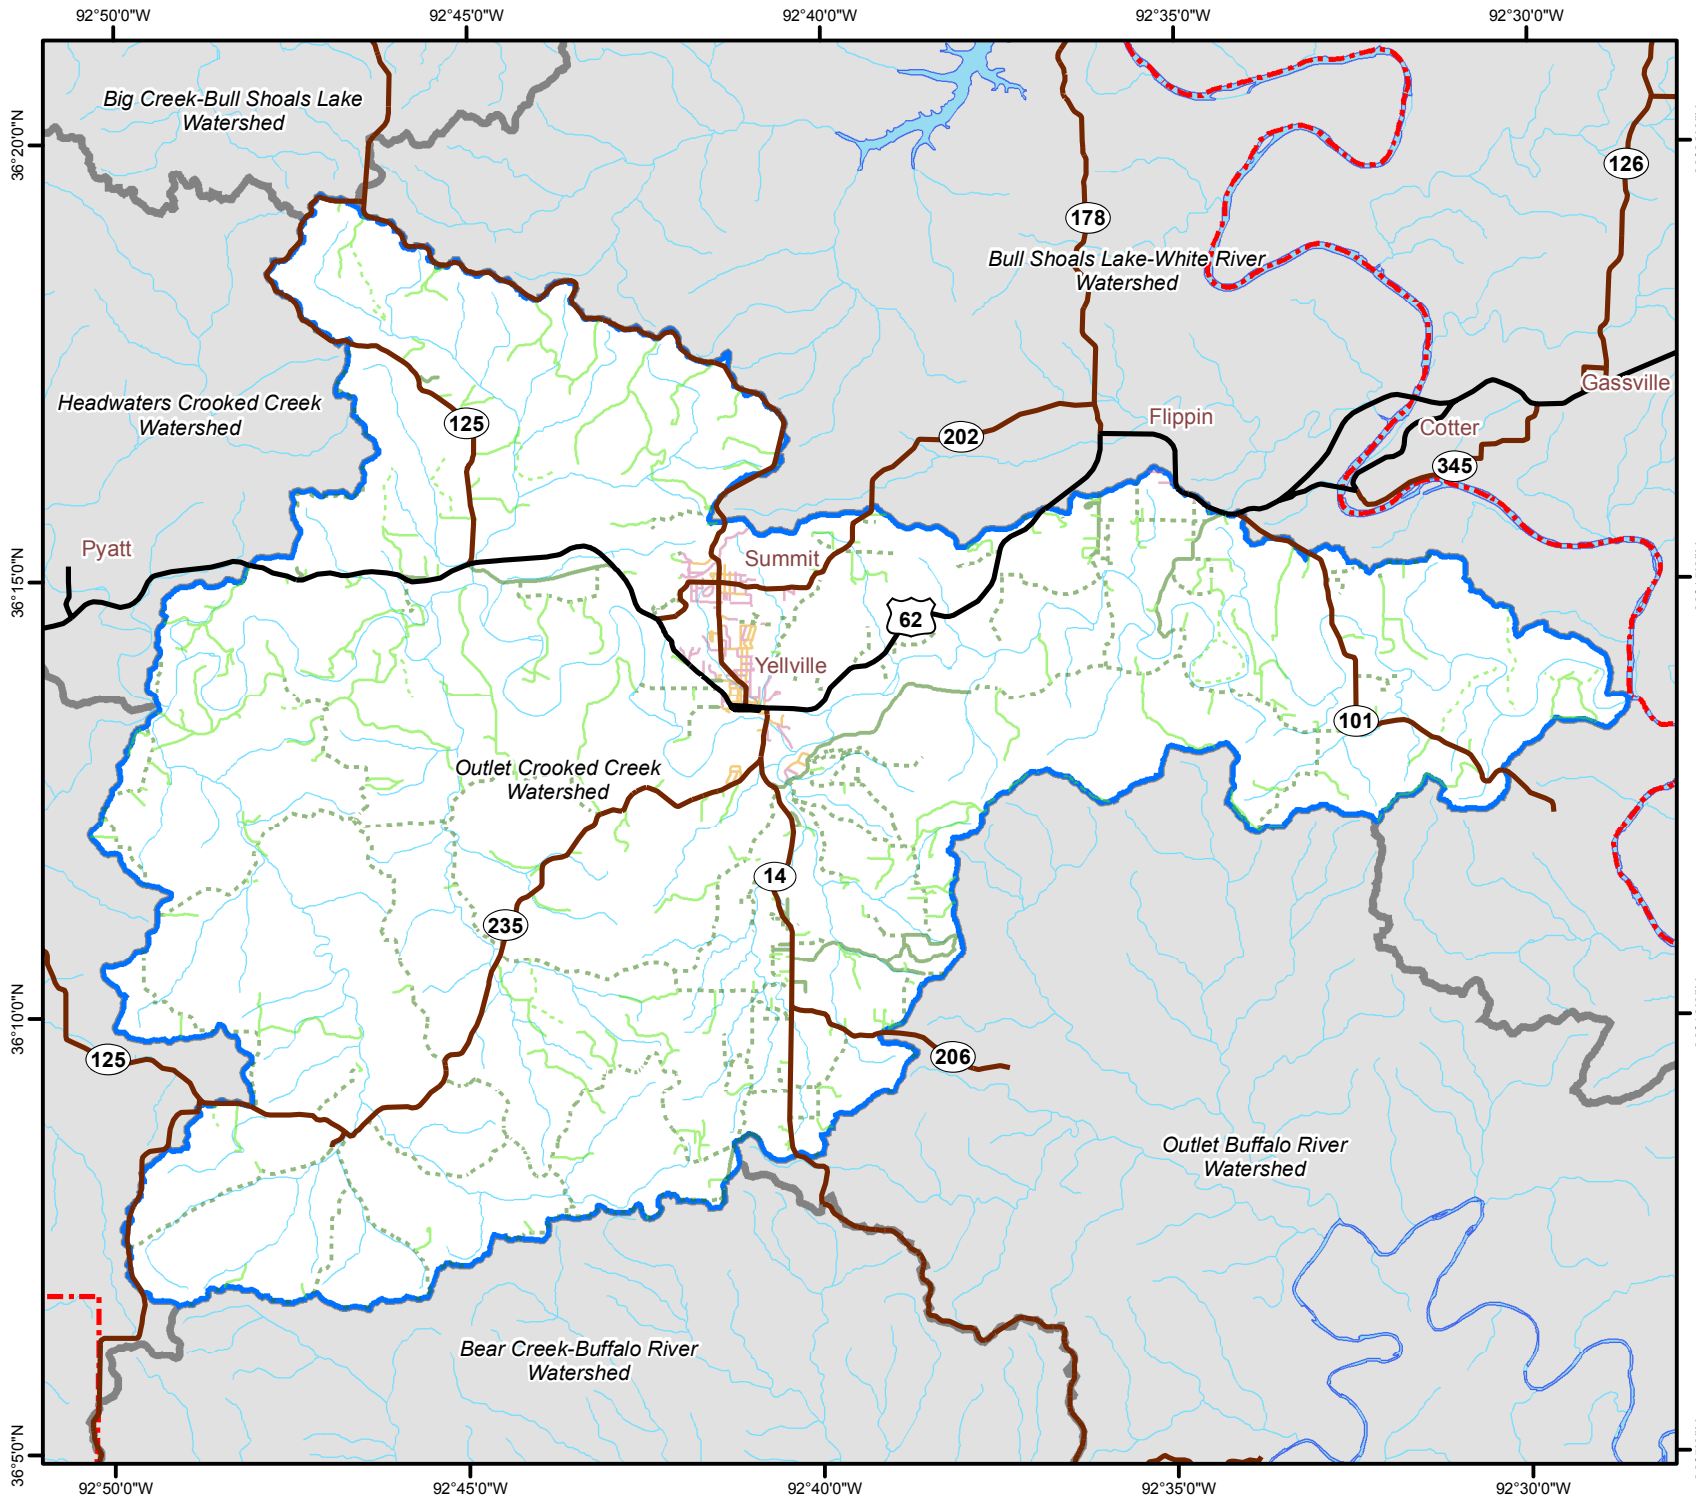 92°50'0"W
92°45'0"W
92°40'0"W
92°35'0"W
92°30'0"W
Big Creek-Bull Shoals Lake
Watershed
36°20'0"N
126
178
Bull Shoals Lake-White River
Watershed
Headwaters Crooked Creek
Watershed
Gassville
125
202
Flippin
Cotter
345
Pyatt
Summit
36°15'0"N
62
Yellville
101
Outlet Crooked Creek
Watershed
14
235
36°10'0"N
125
206
Outlet Buffalo River
Watershed
Bear Creek-Buffalo River
Watershed
36°5'0"N
92°50'0"W
92°45'0"W
92°40'0"W
92°35'0"W
92°30'0"W